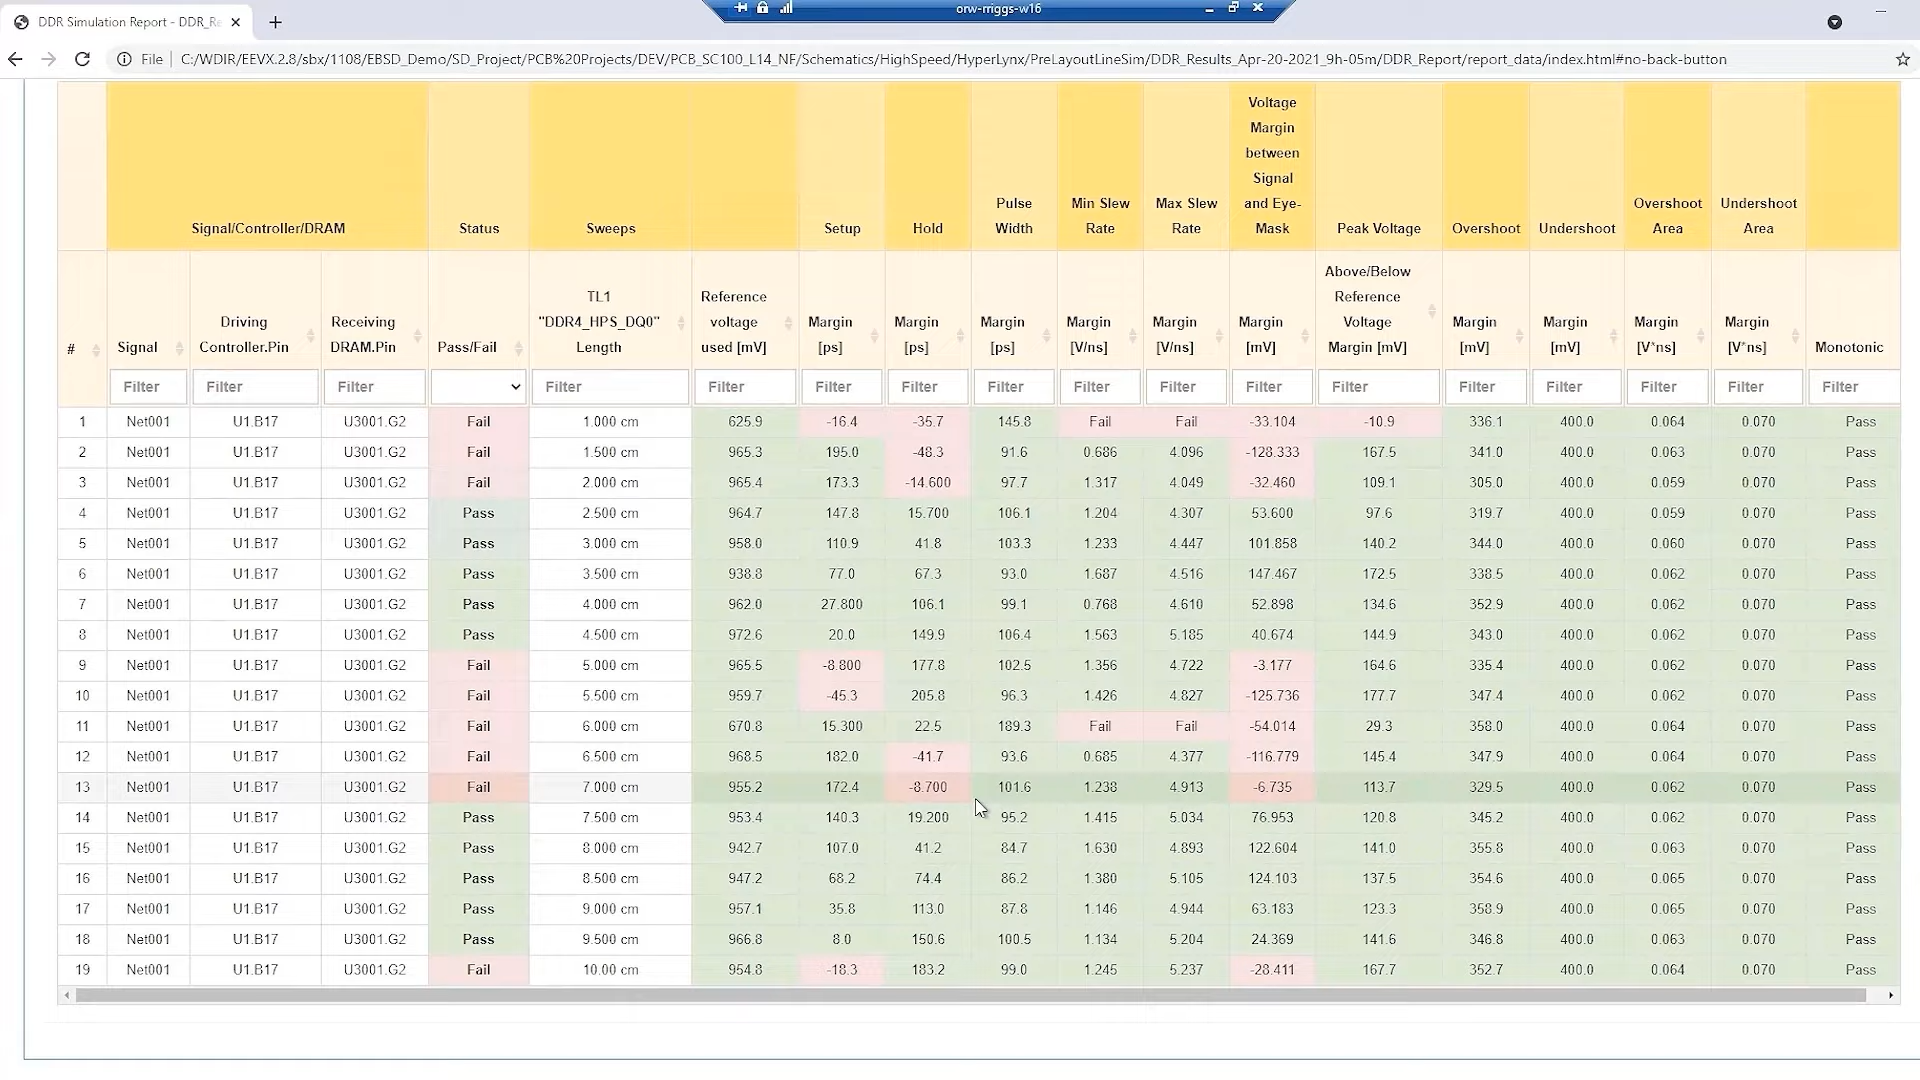 DDR Simulation Report - DDR_Re
orw-rriggs-w16
File | C:/WDIR/EEVX.2.8/sbx/1108/EBSD_Demo/SD_Project/PCB%20Projects/DEV/PCB_SC100_L14_NF/Schematics/HighSpeed/HyperLynx/PreLayoutLineSim/DDR_Results_Apr-20-2021_9h-05m/DDR_Report/report_data/index.html#no-back-button
Signal/Controller/DRAM Status Sweeps Setup Hold Pulse Width Min Slew Rate Max Slew Rate Voltage Margin between Signal and Eye-Mask Peak Voltage Overshoot Undershoot Overshoot Area Undershoot Area
# Signal Driving Controller.Pin Receiving DRAM.Pin Pass/Fail TL1 "DDR4_HPS_DQ0" Length Reference voltage used [mV] Margin [ps] Margin [ps] Margin [ps] Margin [V/ns] Margin [V/ns] Margin [mV] Above/Below Reference Voltage Margin [mV] Margin [mV] Margin [mV] Margin [V*ns] Margin [V*ns] Monotonic
Filter Filter Filter Filter Filter Filter Filter Filter Filter Filter Filter Filter Filter Filter Filter Filter Filter
1 Net001 U1.B17 U3001.G2 Fail 1.000 cm 625.9 -16.4 -35.7 145.8 Fail Fail -33.104 -10.9 336.1 400.0 0.064 0.070 Pass
2 Net001 U1.B17 U3001.G2 Fail 1.500 cm 965.3 195.0 -48.3 91.6 0.686 4.096 -128.333 167.5 341.0 400.0 0.063 0.070 Pass
3 Net001 U1.B17 U3001.G2 Fail 2.000 cm 965.4 173.3 -14.600 97.7 1.317 4.049 -32.460 109.1 305.0 400.0 0.059 0.070 Pass
4 Net001 U1.B17 U3001.G2 Pass 2.500 cm 964.7 147.8 15.700 106.1 1.204 4.307 53.600 97.6 319.7 400.0 0.059 0.070 Pass
5 Net001 U1.B17 U3001.G2 Pass 3.000 cm 958.0 110.9 41.8 103.3 1.233 4.447 101.858 140.2 344.0 400.0 0.060 0.070 Pass
6 Net001 U1.B17 U3001.G2 Pass 3.500 cm 938.8 77.0 67.3 93.0 1.687 4.516 147.467 172.5 338.5 400.0 0.062 0.070 Pass
7 Net001 U1.B17 U3001.G2 Pass 4.000 cm 962.0 27.800 106.1 99.1 0.768 4.610 52.898 134.6 352.9 400.0 0.062 0.070 Pass
8 Net001 U1.B17 U3001.G2 Pass 4.500 cm 972.6 20.0 149.9 106.4 1.563 5.185 40.674 144.9 343.0 400.0 0.062 0.070 Pass
9 Net001 U1.B17 U3001.G2 Fail 5.000 cm 965.5 -8.800 177.8 102.5 1.356 4.722 -3.177 164.6 335.4 400.0 0.062 0.070 Pass
10 Net001 U1.B17 U3001.G2 Fail 5.500 cm 959.7 -45.3 205.8 96.3 1.426 4.827 -125.736 177.7 347.4 400.0 0.062 0.070 Pass
11 Net001 U1.B17 U3001.G2 Fail 6.000 cm 670.8 15.300 22.5 189.3 Fail Fail -54.014 29.3 358.0 400.0 0.064 0.070 Pass
12 Net001 U1.B17 U3001.G2 Fail 6.500 cm 968.5 182.0 -41.7 93.6 0.685 4.377 -116.779 145.4 347.9 400.0 0.064 0.070 Pass
13 Net001 U1.B17 U3001.G2 Fail 7.000 cm 955.2 172.4 -8.700 101.6 1.238 4.913 -6.735 113.7 329.5 400.0 0.062 0.070 Pass
14 Net001 U1.B17 U3001.G2 Pass 7.500 cm 953.4 140.3 19.200 95.2 1.415 5.034 76.953 120.8 345.2 400.0 0.062 0.070 Pass
15 Net001 U1.B17 U3001.G2 Pass 8.000 cm 942.7 107.0 41.2 84.7 1.630 4.893 122.604 141.0 355.8 400.0 0.063 0.070 Pass
16 Net001 U1.B17 U3001.G2 Pass 8.500 cm 947.2 68.2 74.4 86.2 1.380 5.105 124.103 137.5 354.6 400.0 0.065 0.070 Pass
17 Net001 U1.B17 U3001.G2 Pass 9.000 cm 957.1 35.8 113.0 87.8 1.146 4.944 63.183 123.3 358.9 400.0 0.065 0.070 Pass
18 Net001 U1.B17 U3001.G2 Pass 9.500 cm 966.8 8.0 150.6 100.5 1.134 5.204 24.369 141.6 346.8 400.0 0.063 0.070 Pass
19 Net001 U1.B17 U3001.G2 Fail 10.00 cm 954.8 -18.3 183.2 99.0 1.245 5.237 -28.411 167.7 352.7 400.0 0.064 0.070 Pass